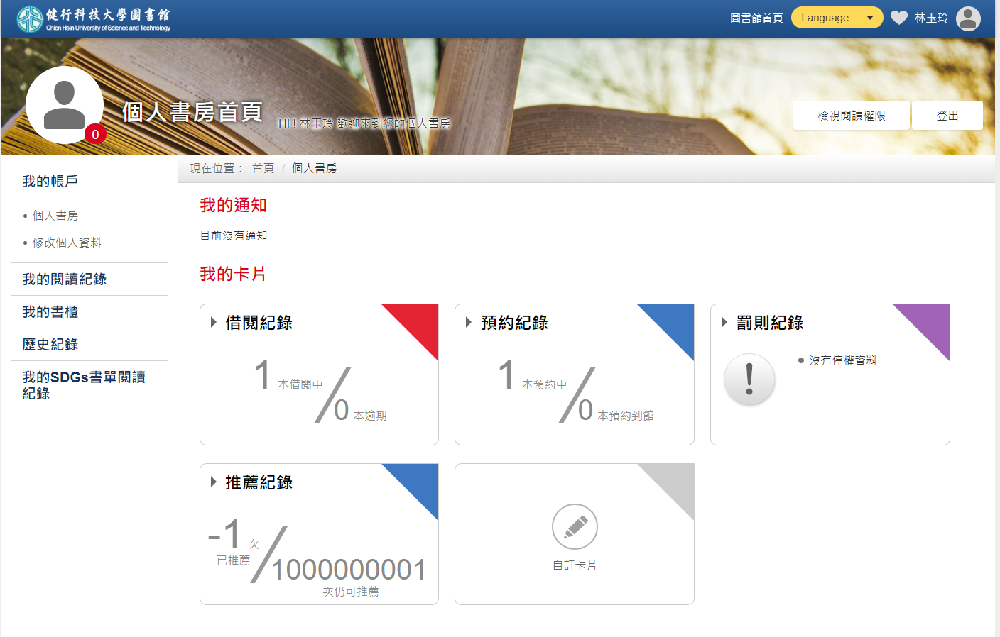 健行科技大學圖書館
Chien Hsin University of Science and Technology
圖書館首頁
Language
林玉玲
個人書房首頁
HI ! 林玉玲 歡迎來到您的個人書房
0
檢視閱讀權限
登出
我的帳戶
個人書房
修改個人資料
我的閱讀紀錄
我的書櫃
歷史紀錄
我的SDGs書單閱讀
紀錄
現在位置： 首頁 / 個人書房
我的通知
目前沒有通知
我的卡片
借閱紀錄
1 本借閱中
0 本逾期
預約紀錄
1 本預約中
0 本預約到館
罰則紀錄
沒有停權資料
推薦紀錄
-1 次
已推薦
1000000001
次仍可推薦
自訂卡片